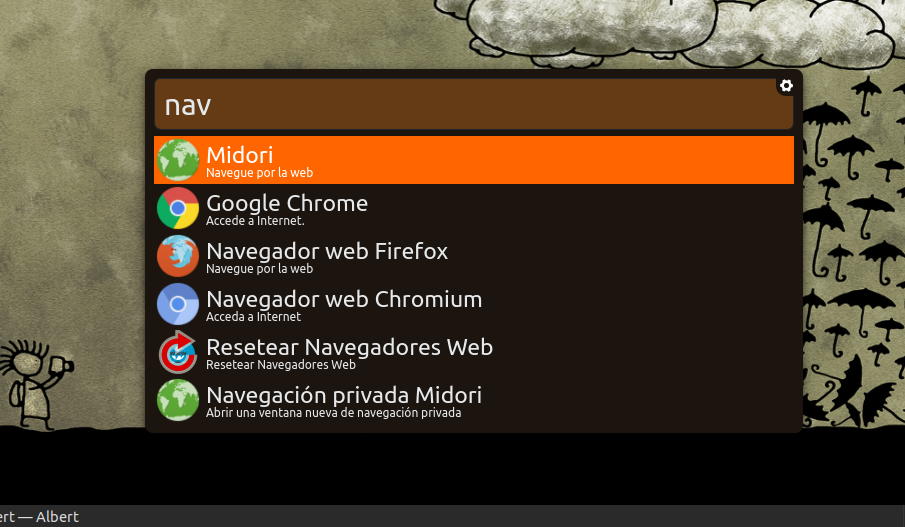 nav
Midori
Navegue por la web
Google Chrome
Accede a Internet.
Navegador web Firefox
Navegue por la web
Navegador web Chromium
Acceda a Internet
Resetear Navegadores Web
Resetear Navegadores Web
Navegación privada Midori
Abrir una ventana nueva de navegación privada
ert — Albert